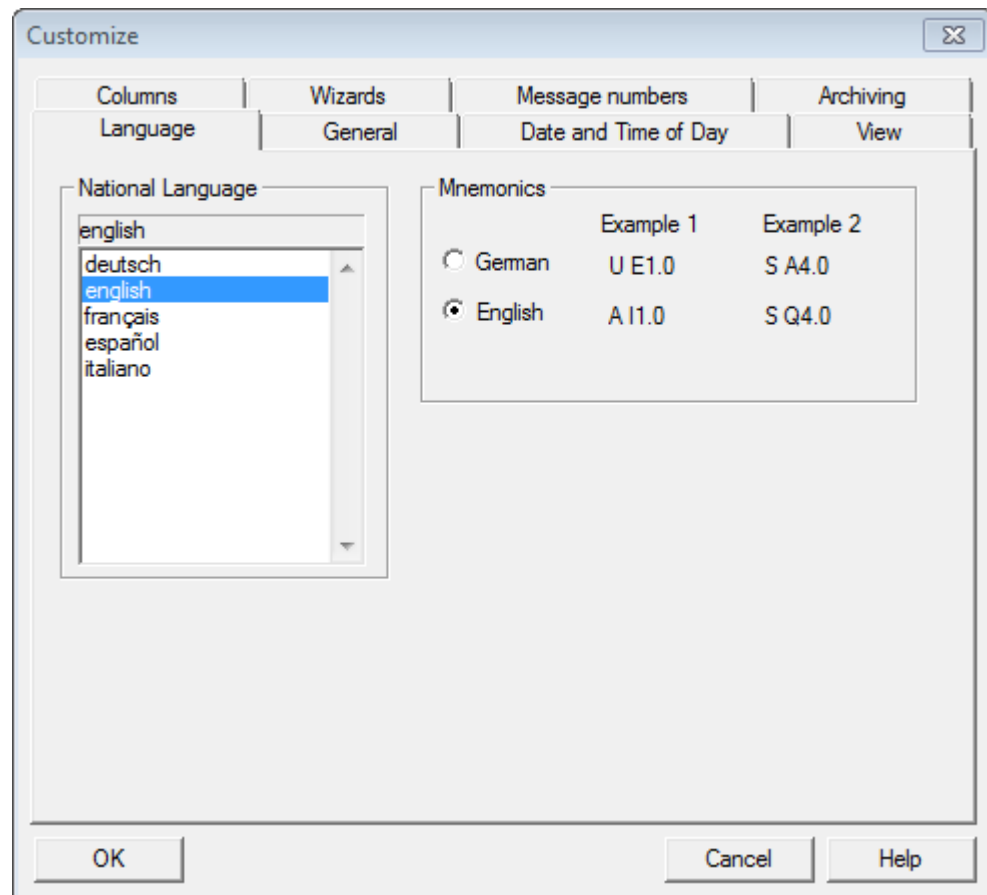 Customize
Columns Wizards Message numbers Archiving
Language General Date and Time of Day View
National Language
english
deutsch
english
français
español
italiano
Mnemonics
Example 1 Example 2
German U E1.0 S A4.0
English A I1.0 S Q4.0
OK Cancel Help